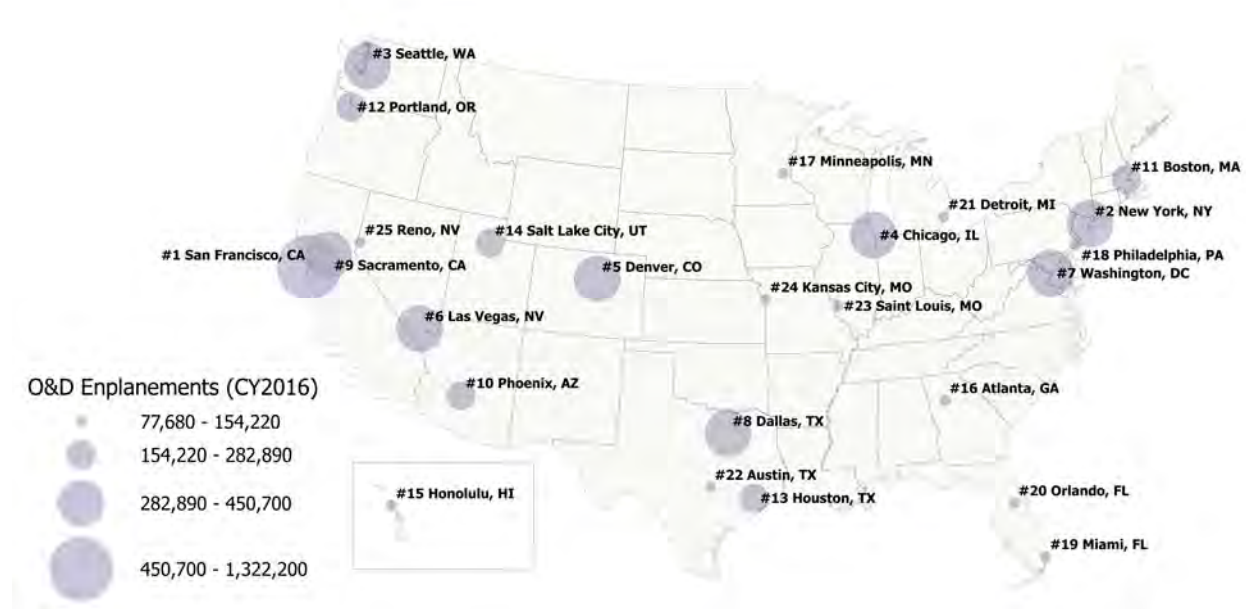 #3 Seattle, WA
#12 Portland, OR
#17 Minneapolis, MN
#11 Boston, MA
#21 Detroit, MI
#2 New York, NY
#25 Reno, NV
#14 Salt Lake City, UT
#4 Chicago, IL
#1 San Francisco, CA
#9 Sacramento, CA
#5 Denver, CO
#18 Philadelphia, PA
#7 Washington, DC
#24 Kansas City, MO
#23 Saint Louis, MO
#6 Las Vegas, NV
#10 Phoenix, AZ
#16 Atlanta, GA
#8 Dallas, TX
#22 Austin, TX
#13 Houston, TX
#15 Honolulu, HI
#20 Orlando, FL
#19 Miami, FL
O&D Enplanements (CY2016)
77,680 - 154,220
154,220 - 282,890
282,890 - 450,700
450,700 - 1,322,200